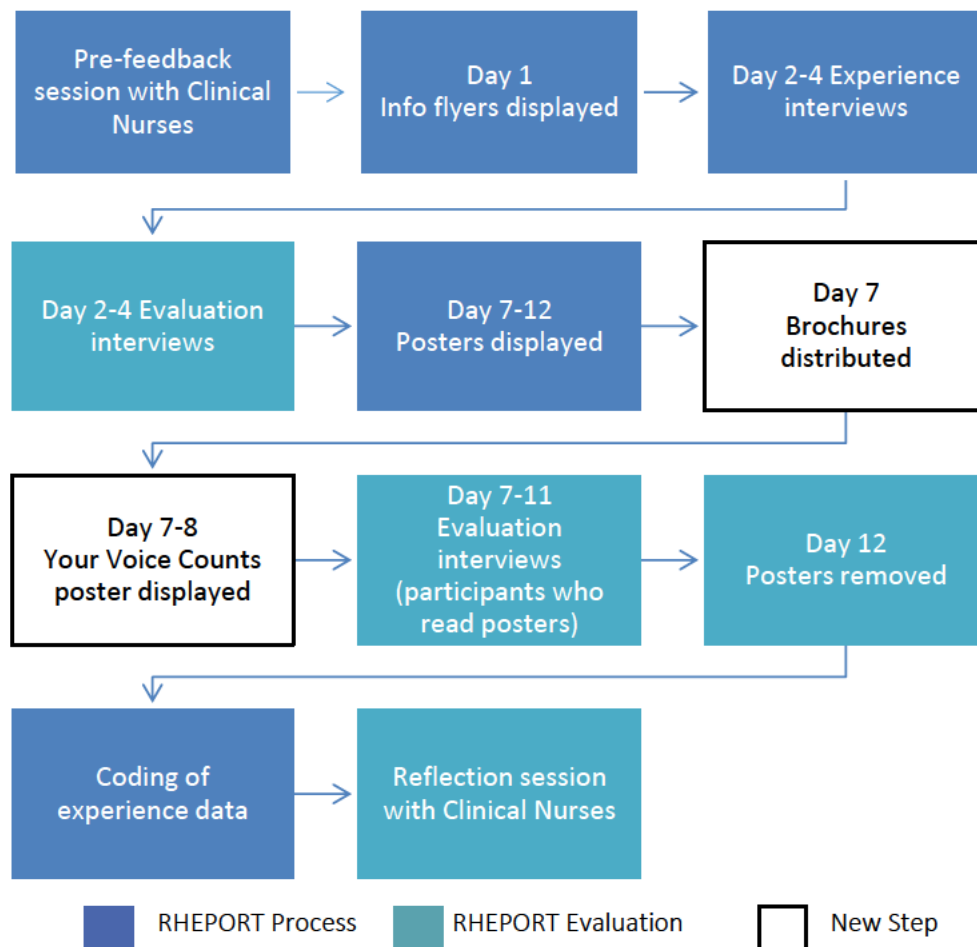 Pre-feedback
session with Clinical
Nurses
Day 1
Info flyers displayed
Day 2-4 Experience
interviews
Day 2-4 Evaluation
interviews
Day 7-12
Posters displayed
Day 7
Brochures
distributed
Day 7-8
Your Voice Counts
poster displayed
Day 7-11
Evaluation
interviews
(participants who
read posters)
Day 12
Posters removed
Coding of
experience data
Reflection session
with Clinical Nurses
RHEPORT Process
RHEPORT Evaluation
New Step